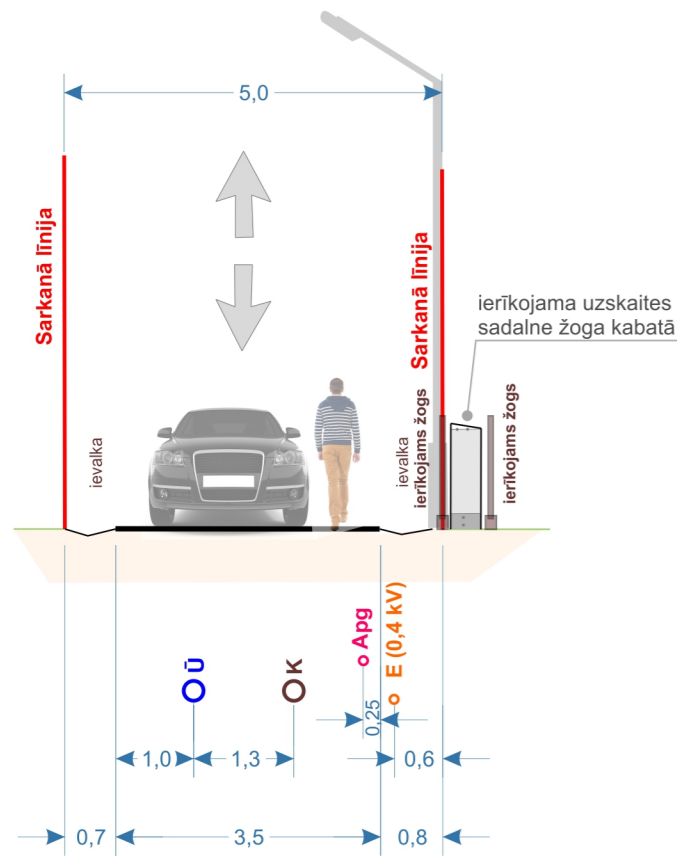 5,0
Sarkanā līnija
Sarkanā līnija
ierīkojama uzskaites
sadalne žoga kabatā
ievalka
ievalka
ierīkojams žogs
ierīkojams žogs
Ū
K
Apg
E (0,4 kV)
0,25
1,0
1,3
0,6
0,7
3,5
0,8